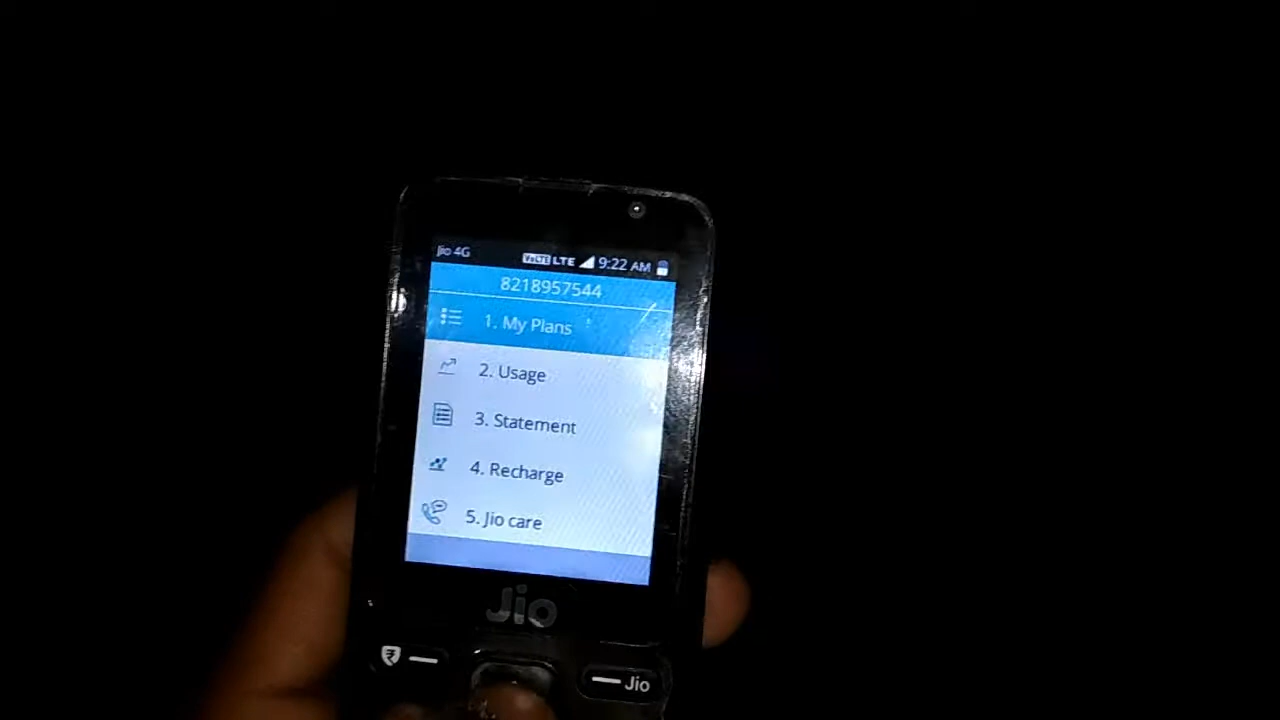 Jio 4G VoLTE LTE 9:22 AM
8218957544
1. My Plans
2. Usage
3. Statement
4. Recharge
5. Jio care
Jio
₹ Jio